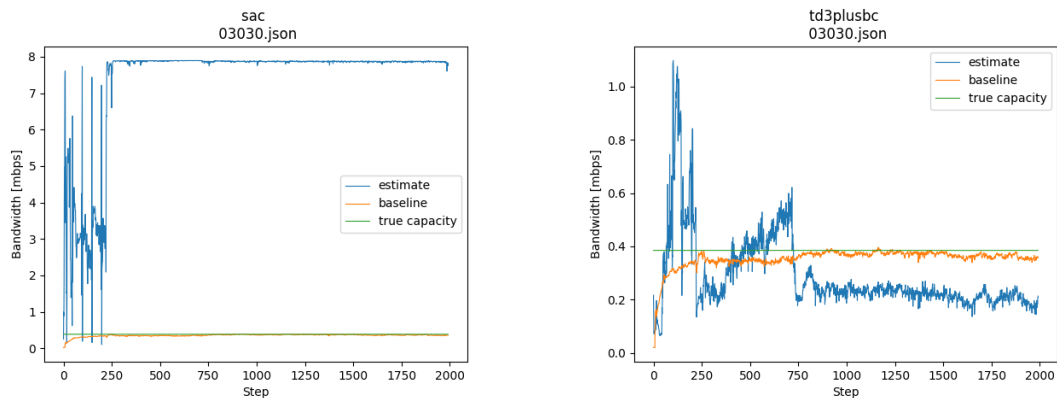 sac
03030.json
Bandwidth [mbps]
8
7
6
5
4
3
2
1
0
estimate
baseline
true capacity
0
250
500
750
1000
1250
1500
1750
2000
Step
td3plusbc
03030.json
Bandwidth [mbps]
1.0
0.8
0.6
0.4
0.2
0.0
estimate
baseline
true capacity
0
250
500
750
1000
1250
1500
1750
2000
Step